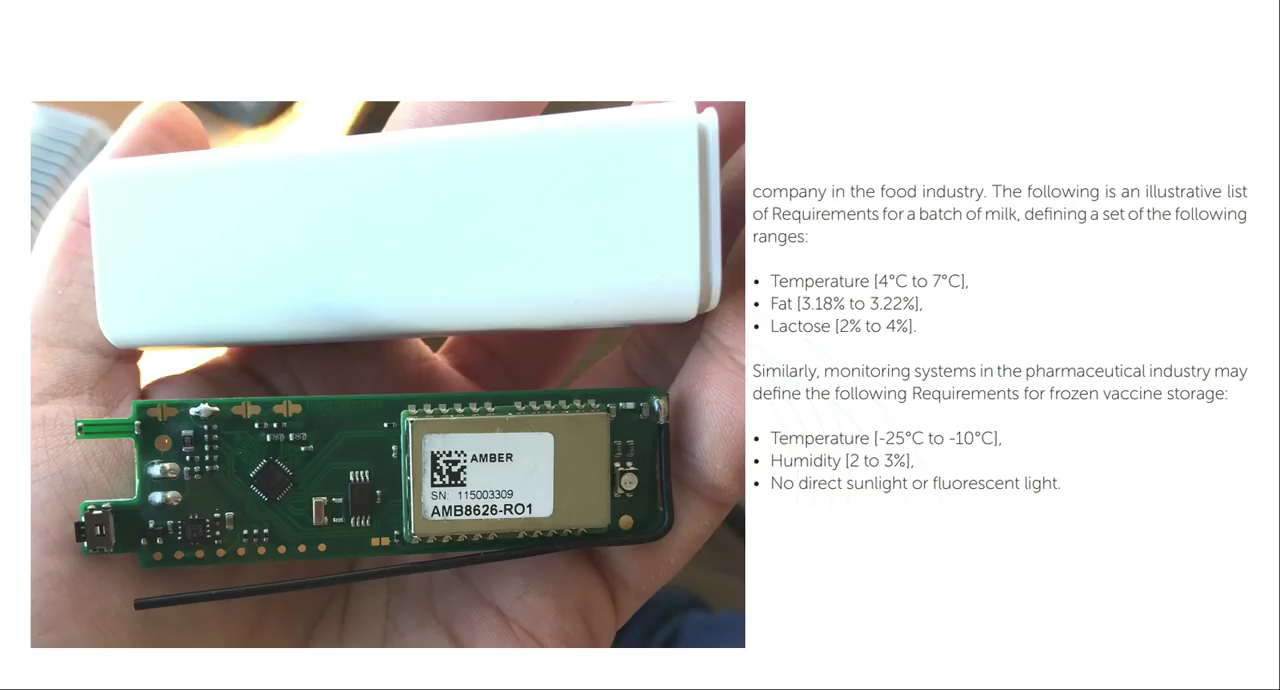 AMBER
SN: 115003309
AMB8626-RO1
company in the food industry. The following is an illustrative list
of Requirements for a batch of milk, defining a set of the following
ranges:
• Temperature [4°C to 7°C],
• Fat [3.18% to 3.22%],
• Lactose [2% to 4%].
Similarly, monitoring systems in the pharmaceutical industry may
define the following Requirements for frozen vaccine storage:
• Temperature [-25°C to -10°C],
• Humidity [2 to 3%],
• No direct sunlight or fluorescent light.